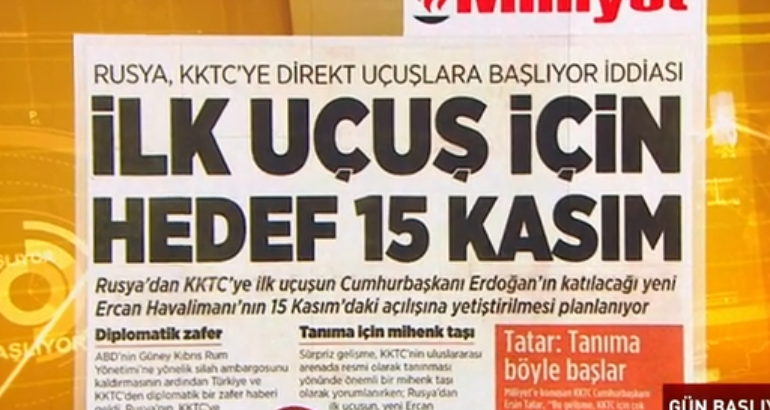 Milliyet
RUSYA, KKTC'YE DİREKT UÇUŞLARA BAŞLIYOR İDDİASI
İLK UÇUŞ İÇİN
HEDEF 15 KASIM
Rusya'dan KKTC'ye ilk uçuşun Cumhurbaşkanı Erdoğan'ın katılacağı yeni
Ercan Havalimanı'nın 15 Kasım'daki açılışına yetiştirilmesi planlanıyor
Diplomatik zafer
ABD'nin Güney Kıbrıs Rum
Yönetimi'ne yönelik silah ambargosunu
kaldırmasının ardından Türkiye ve
KKTC'den diplomatik bir zafer haberi
geldi. Rusya'nın, KKTC'ye
Tanıma için mihenk taşı
Sürpriz gelişme, KKTC'nin uluslararası
arenada resmi olarak tanınması
yönünde önemli bir mihenk taşı
olarak yorumlanırken; Rusya'dan
ilk uçuşun, yeni Ercan
Tatar: Tanıma
böyle başlar
Milliyet'e konuşan KKTC Cumhurbaşkanı
Ersin Tatar, "Bu gelişme, KKTC için çok
ŞLIYOR
AŞLIYOR
GÜN BAŞLIY